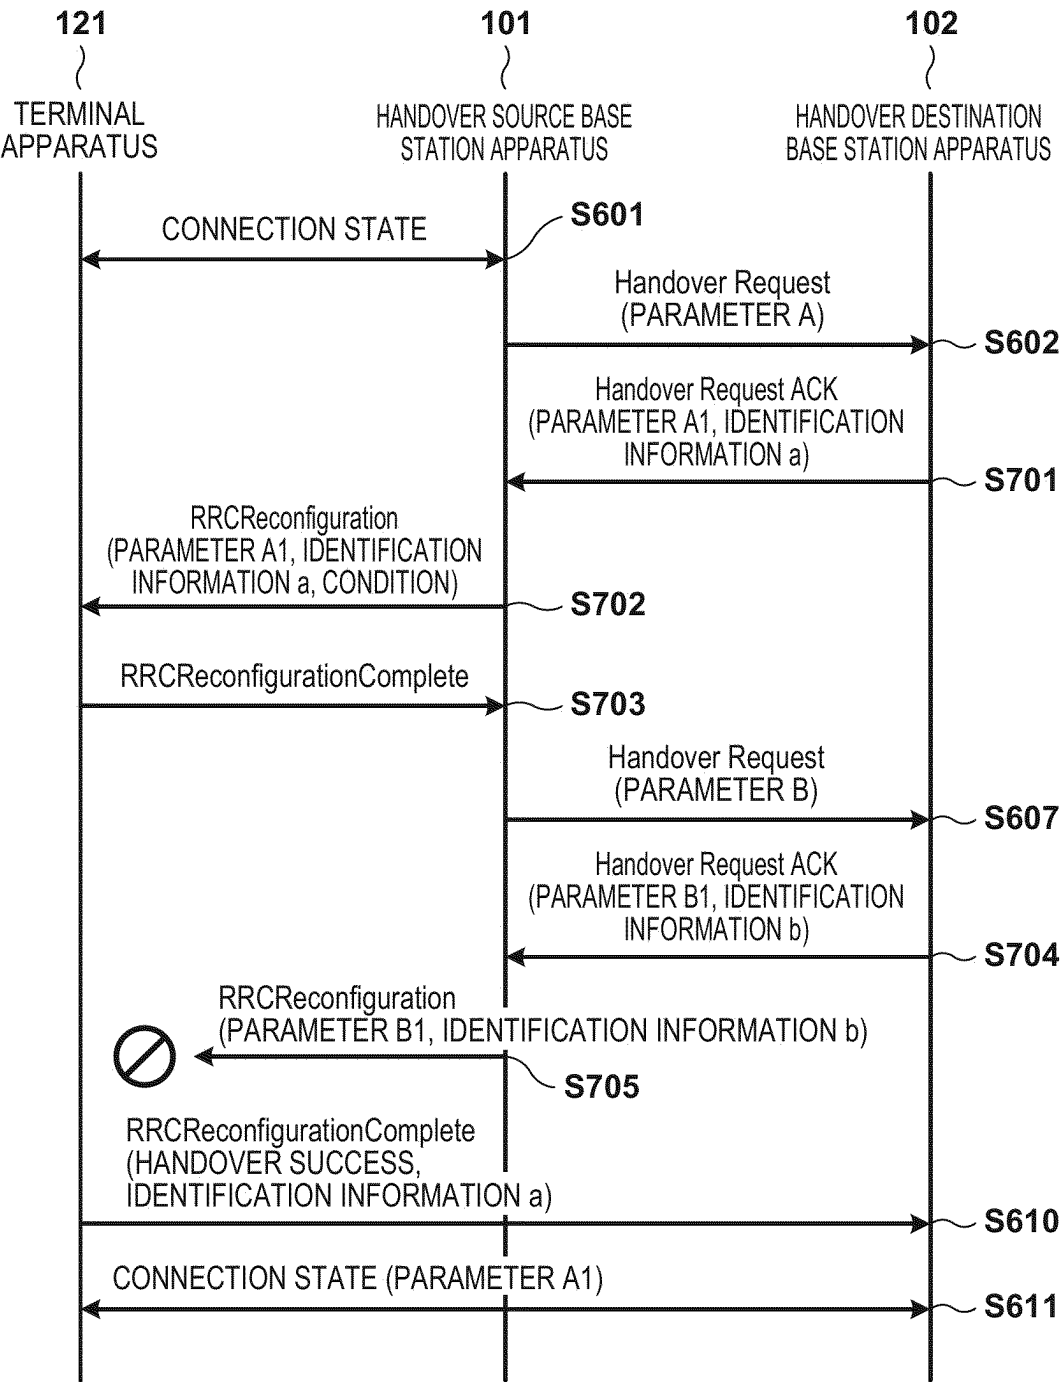 121
101
102
TERMINAL
APPARATUS
HANDOVER SOURCE BASE
STATION APPARATUS
HANDOVER DESTINATION
BASE STATION APPARATUS
CONNECTION STATE
S601
Handover Request
(PARAMETER A)
S602
Handover Request ACK
(PARAMETER A1, IDENTIFICATION
INFORMATION a)
S701
RRCReconfiguration
(PARAMETER A1, IDENTIFICATION
INFORMATION a, CONDITION)
S702
RRCReconfigurationComplete
S703
Handover Request
(PARAMETER B)
S607
Handover Request ACK
(PARAMETER B1, IDENTIFICATION
INFORMATION b)
S704
RRCReconfiguration
(PARAMETER B1, IDENTIFICATION INFORMATION b)
S705
RRCReconfigurationComplete
(HANDOVER SUCCESS,
IDENTIFICATION INFORMATION a)
S610
CONNECTION STATE (PARAMETER A1)
S611